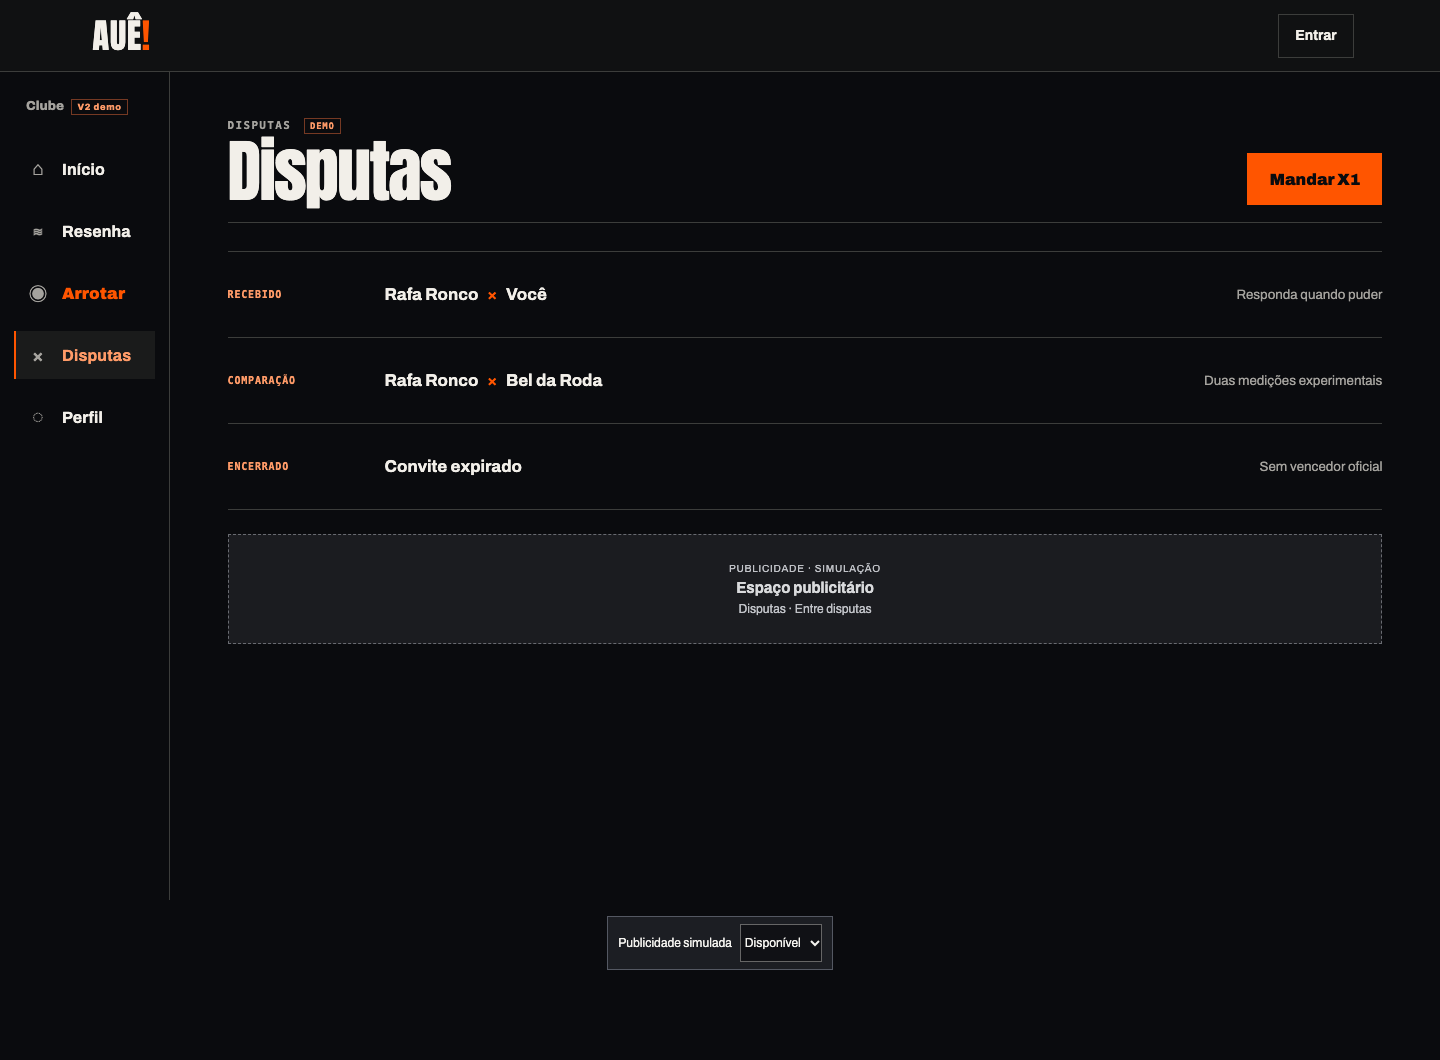 AUÊ!
Entrar
Clube V2 demo
Início
Resenha
Arrotar
Disputas
Perfil
DISPUTAS DEMO
Disputas
Mandar X1
RECEBIDO Rafa Ronco × Você Responda quando puder
COMPARAÇÃO Rafa Ronco × Bel da Roda Duas medições experimentais
ENCERRADO Convite expirado Sem vencedor oficial
PUBLICIDADE · SIMULAÇÃO
Espaço publicitário
Disputas · Entre disputas
Publicidade simulada Disponível